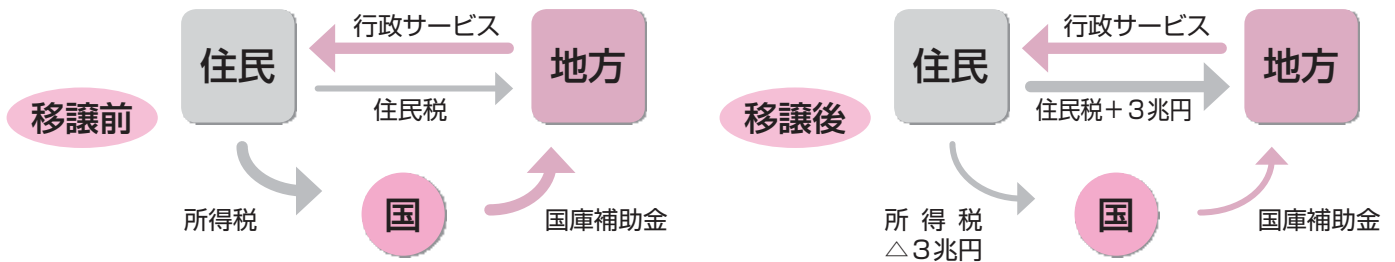 移譲前
住民
行政サービス
住民税
地方
所得税
国
国庫補助金
移譲後
住民
行政サービス
住民税+3兆円
地方
所得税
△3兆円
国
国庫補助金